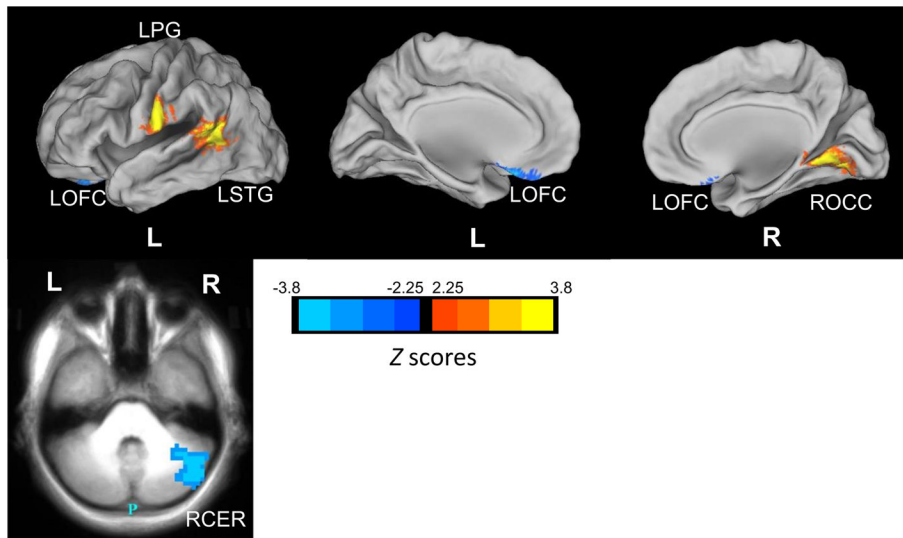 LPG
LOFC
LSTG
L
LOFC
L
LOFC
ROCC
R
L
R
P
RCER
-3.8
-2.25
2.25
3.8
Z scores